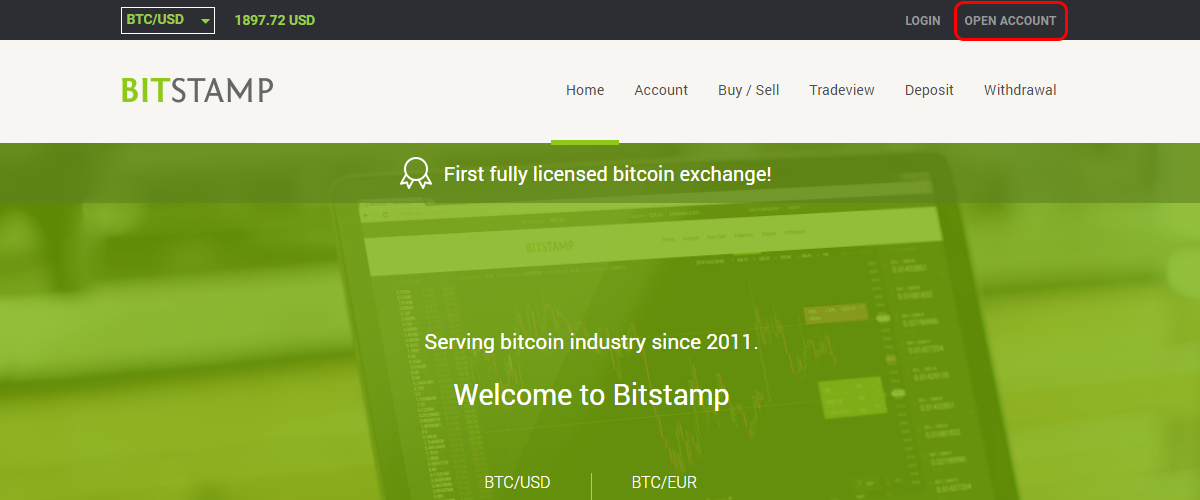 BTC/USD 1897.72 USD LOGIN OPEN ACCOUNT
BITSTAMP Home Account Buy / Sell Tradeview Deposit Withdrawal
First fully licensed bitcoin exchange!
BITSTAMP
Serving bitcoin industry since 2011.
Welcome to Bitstamp
BTC/USD BTC/EUR